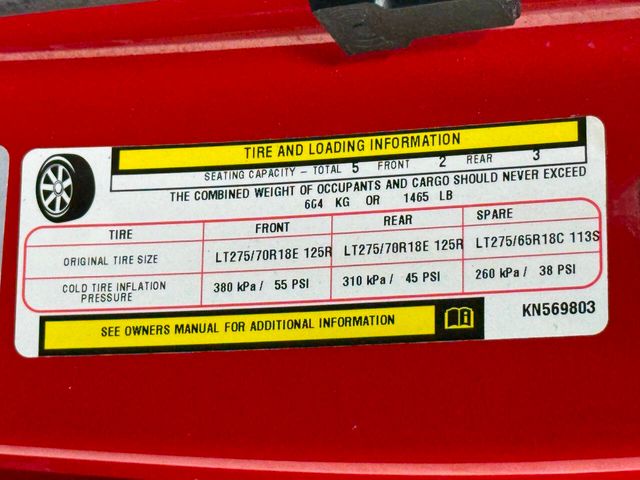 TIRE AND LOADING INFORMATION
SEATING CAPACITY - TOTAL 5 FRONT 2 REAR 3
THE COMBINED WEIGHT OF OCCUPANTS AND CARGO SHOULD NEVER EXCEED
664 KG OR 1465 LB
TIRE FRONT REAR SPARE
ORIGINAL TIRE SIZE LT275/70R18E 125R LT275/70R18E 125R LT275/65R18C 113S
COLD TIRE INFLATION PRESSURE 380 kPa / 55 PSI 310 kPa / 45 PSI 260 kPa / 38 PSI
SEE OWNERS MANUAL FOR ADDITIONAL INFORMATION
KN569803